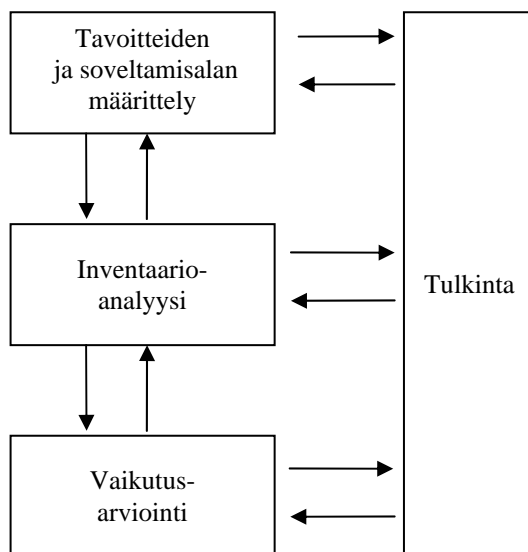 Tavoitteiden
ja soveltamisalan
määrittely
Inventaario-
analyysi
Tulkinta
Vaikutus-
arviointi